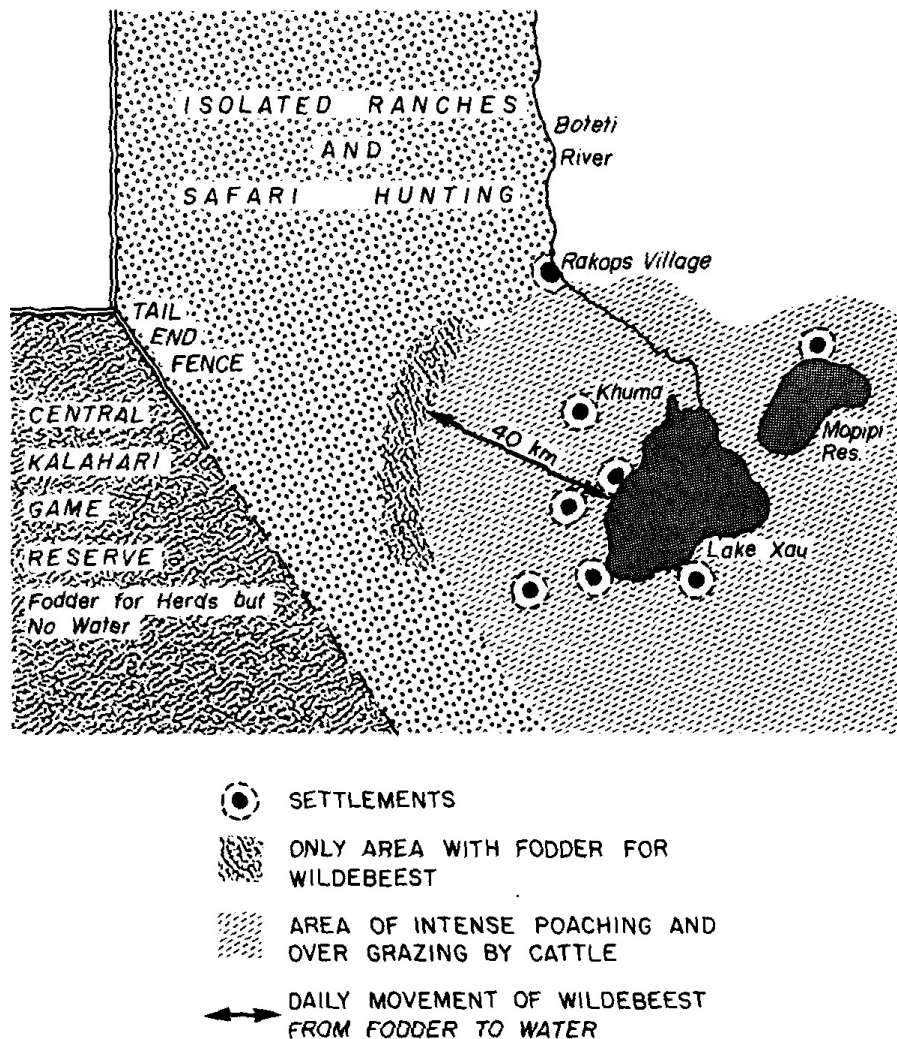 ISOLATED RANCHES
AND
SAFARI HUNTING
Boteti
River
Rakops Village
TAIL
END
FENCE
Khuma
40 km
Mopipi
Res.
Lake Xau
CENTRAL
KALAHARI
GAME
RESERVE
Fodder for Herds but
No Water
SETTLEMENTS
ONLY AREA WITH FODDER FOR
WILDEBEEST
AREA OF INTENSE POACHING AND
OVER GRAZING BY CATTLE
DAILY MOVEMENT OF WILDEBEEST
FROM FODDER TO WATER